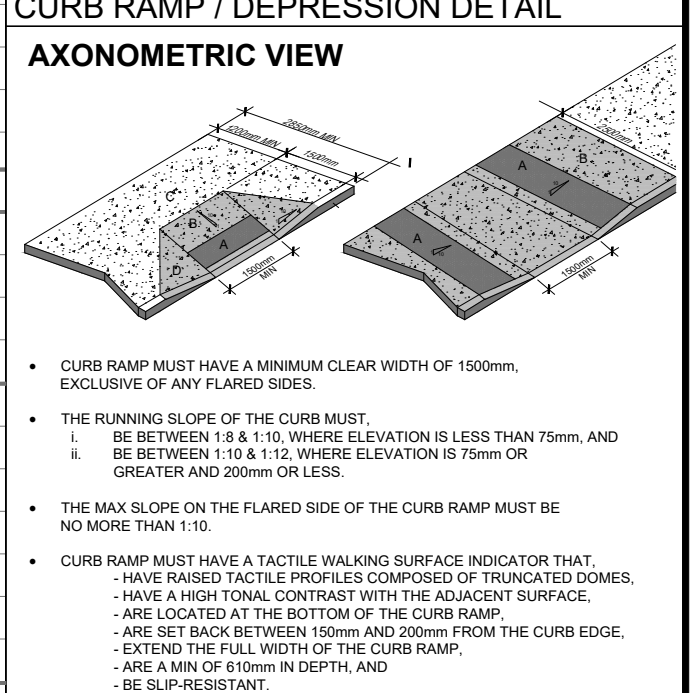 CURB RAMP / DEPRESSION DETAIL
AXONOMETRIC VIEW
2850mm MIN
1200mm MIN
1500mm
C
B
A
D
1500mm
MIN
A
B
A
1500mm
MIN
• CURB RAMP MUST HAVE A MINIMUM CLEAR WIDTH OF 1500mm,
EXCLUSIVE OF ANY FLARED SIDES.
• THE RUNNING SLOPE OF THE CURB MUST,
i. BE BETWEEN 1:8 & 1:10, WHERE ELEVATION IS LESS THAN 75mm, AND
ii. BE BETWEEN 1:10 & 1:12, WHERE ELEVATION IS 75mm OR
GREATER AND 200mm OR LESS.
• THE MAX SLOPE ON THE FLARED SIDE OF THE CURB RAMP MUST BE
NO MORE THAN 1:10.
• CURB RAMP MUST HAVE A TACTILE WALKING SURFACE INDICATOR THAT,
- HAVE RAISED TACTILE PROFILES COMPOSED OF TRUNCATED DOMES,
- HAVE A HIGH TONAL CONTRAST WITH THE ADJACENT SURFACE,
- ARE LOCATED AT THE BOTTOM OF THE CURB RAMP,
- ARE SET BACK BETWEEN 150mm AND 200mm FROM THE CURB EDGE,
- EXTEND THE FULL WIDTH OF THE CURB RAMP,
- ARE A MIN OF 610mm IN DEPTH, AND
- BE SLIP-RESISTANT.